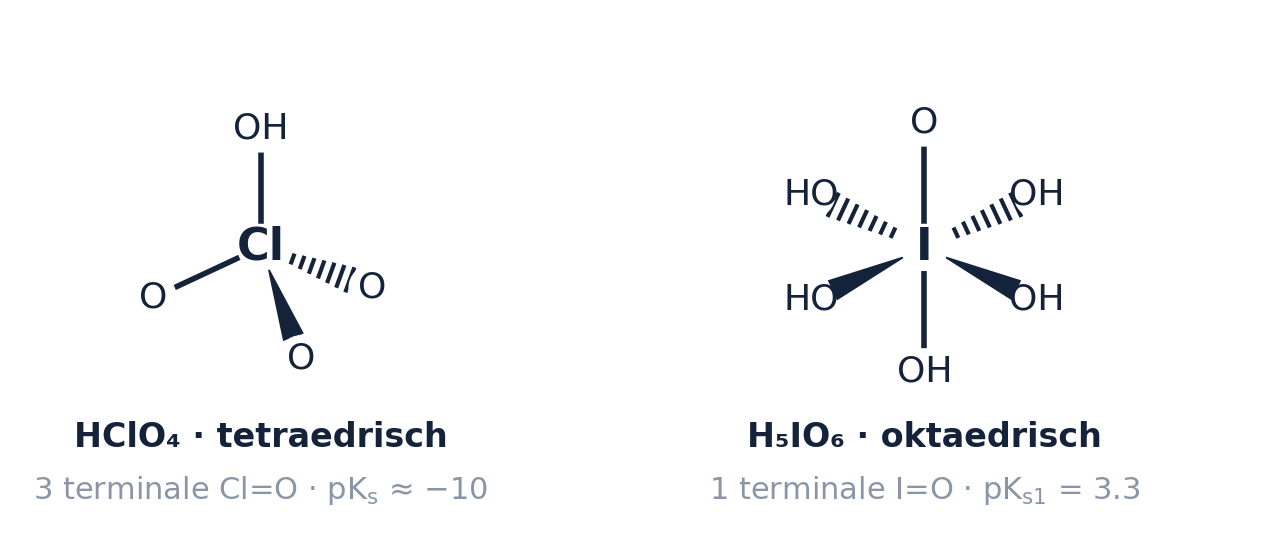 OH
Cl
O
O
O
HClO₄ · tetraedrisch
3 terminale Cl=O · pKₛ ≈ −10
O
HO
OH
I
HO
OH
OH
H₅IO₆ · oktaedrisch
1 terminale I=O · pKₛ₁ = 3.3